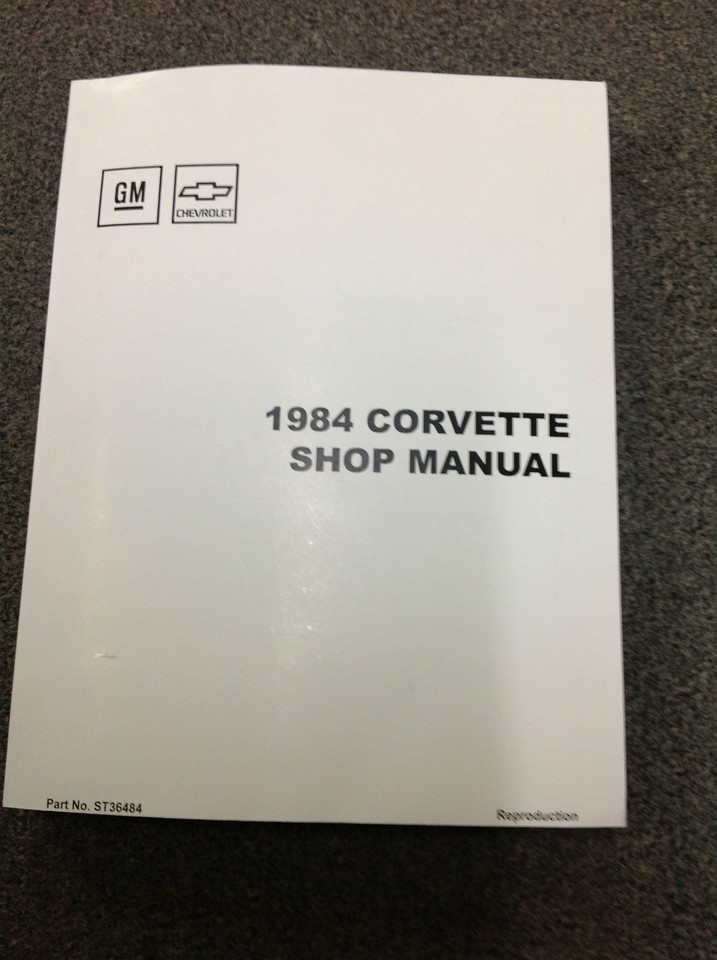 GM
CHEVROLET
1984 CORVETTE
SHOP MANUAL
Part No. ST36484
Reproduction